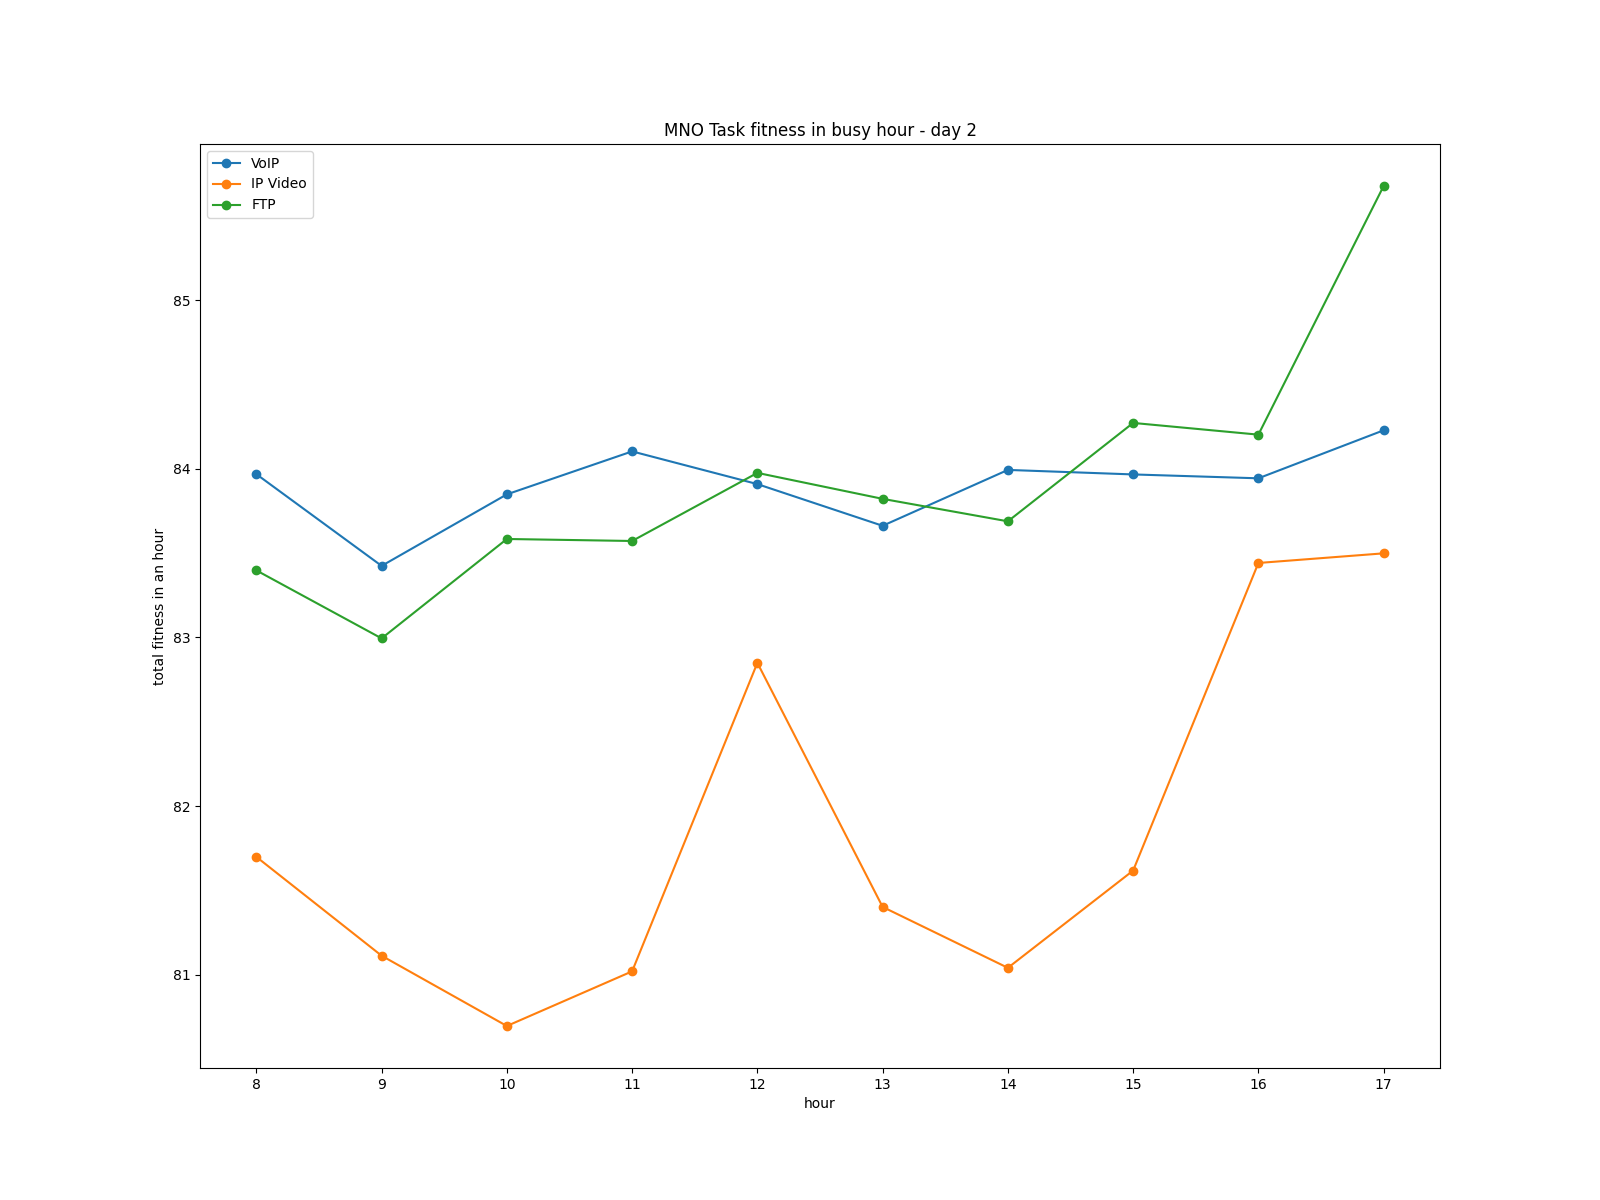 MNO Task fitness in busy hour - day 2
VoIP
IP Video
FTP
85
84
83
82
81
total fitness in an hour
8 9 10 11 12 13 14 15 16 17
hour